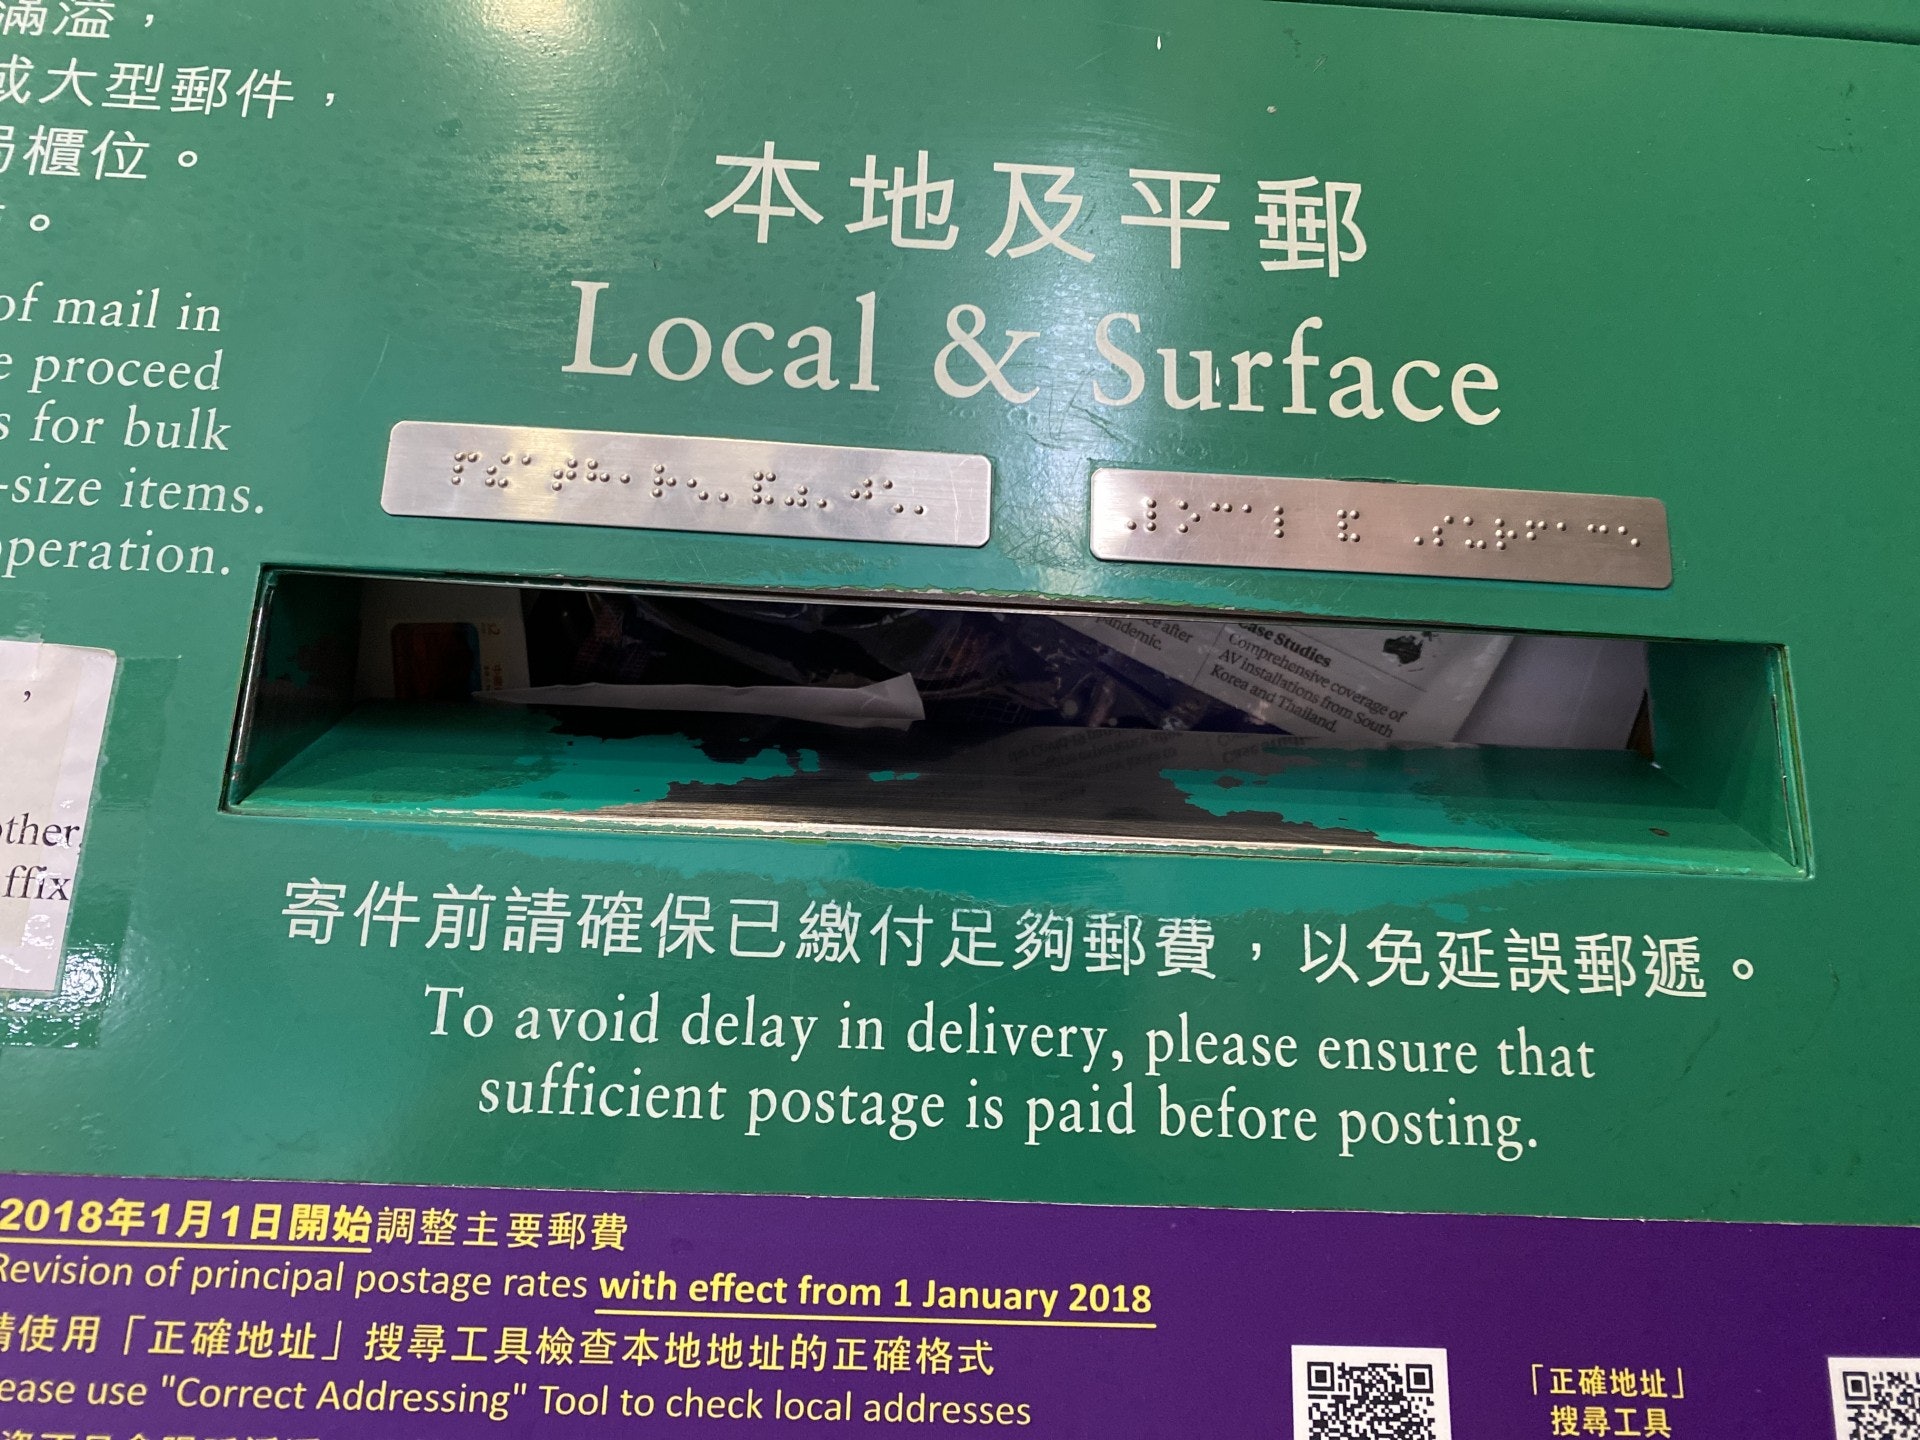 滿溢，
或大型郵件，
局櫃位。
。
of mail in
e proceed
s for bulk
-size items.
operation.
,
other
ffix
本地及平郵
Local & Surface
ce after
pandemic.
Case Studies
Comprehensive coverage of
AV installations from South
Korea and Thailand.
寄件前請確保已繳付足夠郵費，以免延誤郵遞。
To avoid delay in delivery, please ensure that
sufficient postage is paid before posting.
2018年1月1日開始調整主要郵費
Revision of principal postage rates with effect from 1 January 2018
請使用「正確地址」搜尋工具檢查本地地址的正確格式
ease use "Correct Addressing" Tool to check local addresses
「正確地址」
搜尋工具